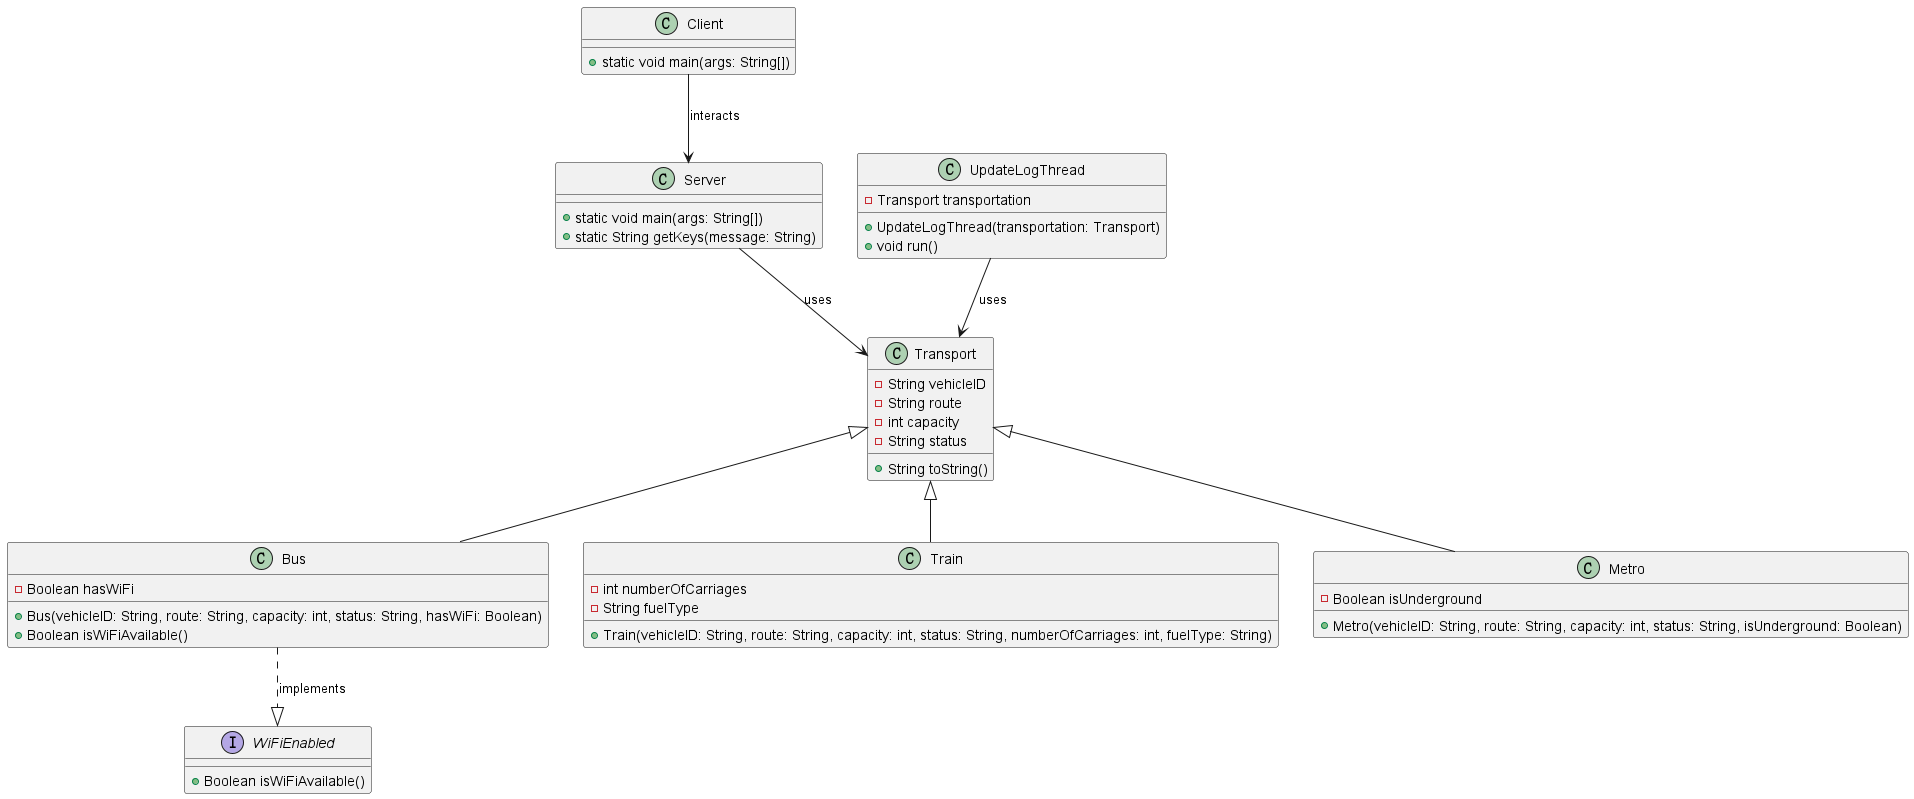 C Client
static void main(args: String[])
interacts
C Server
static void main(args: String[])
static String getKeys(message: String)
C UpdateLogThread
Transport transportation
UpdateLogThread(transportation: Transport)
void run()
uses
uses
C Transport
String vehicleID
String route
int capacity
String status
String toString()
C Bus
Boolean hasWiFi
Bus(vehicleID: String, route: String, capacity: int, status: String, hasWiFi: Boolean)
Boolean isWiFiAvailable()
C Train
int numberOfCarriages
String fuelType
Train(vehicleID: String, route: String, capacity: int, status: String, numberOfCarriages: int, fuelType: String)
C Metro
Boolean isUnderground
Metro(vehicleID: String, route: String, capacity: int, status: String, isUnderground: Boolean)
implements
I WiFiEnabled
Boolean isWiFiAvailable()